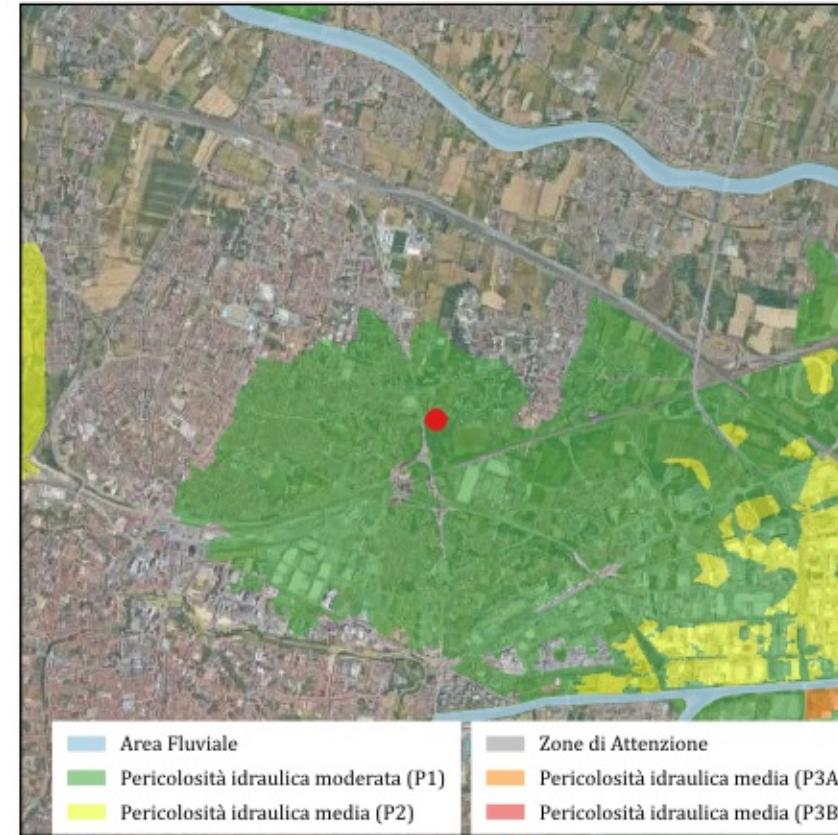 Area Fluviale
Pericolosità idraulica moderata (P1)
Pericolosità idraulica media (P2)
Zone di Attenzione
Pericolosità idraulica media (P3A
Pericolosità idraulica media (P3B